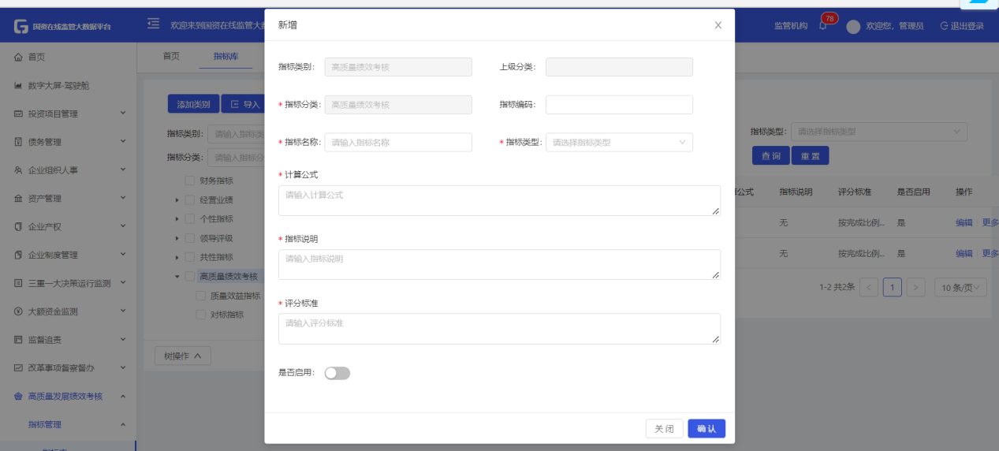 国资在线监管大数据平台
欢迎来到国资在线监管大数
监管机构
78
欢迎您，管理员
退出登录
首页
数字大屏-驾驶舱
投资项目管理
债务管理
企业组织人事
资产管理
企业产权
企业制度管理
三重一大决策运行监测
大额资金监测
监督追责
改革事项督察督办
高质量发展绩效考核
指标管理
首页
指标库
添加类别
导入
指标类别：
请输入指标类
指标分类：
请输入指标分
财务指标
经营业绩
个性指标
领导评级
共性指标
高质量绩效考核
质量效益指标
对标指标
树操作
新增
X
指标类别：
高质量绩效考核
上级分类：
* 指标分类：
高质量绩效考核
指标编码：
* 指标名称：
请输入指标名称
* 指标类型：
请选择指标类型
* 计算公式
请输入计算公式
* 指标说明
请输入指标说明
* 评分标准
请输入评分标准
是否启用：
关 闭
确 认
指标类型：
请选择指标类型
查 询
重 置
公式
指标说明
评分标准
是否启用
操作
无
按完成比例...
是
编辑
更多
无
按完成比例...
是
编辑
更多
1-2 共2条
<
1
>
10 条/页